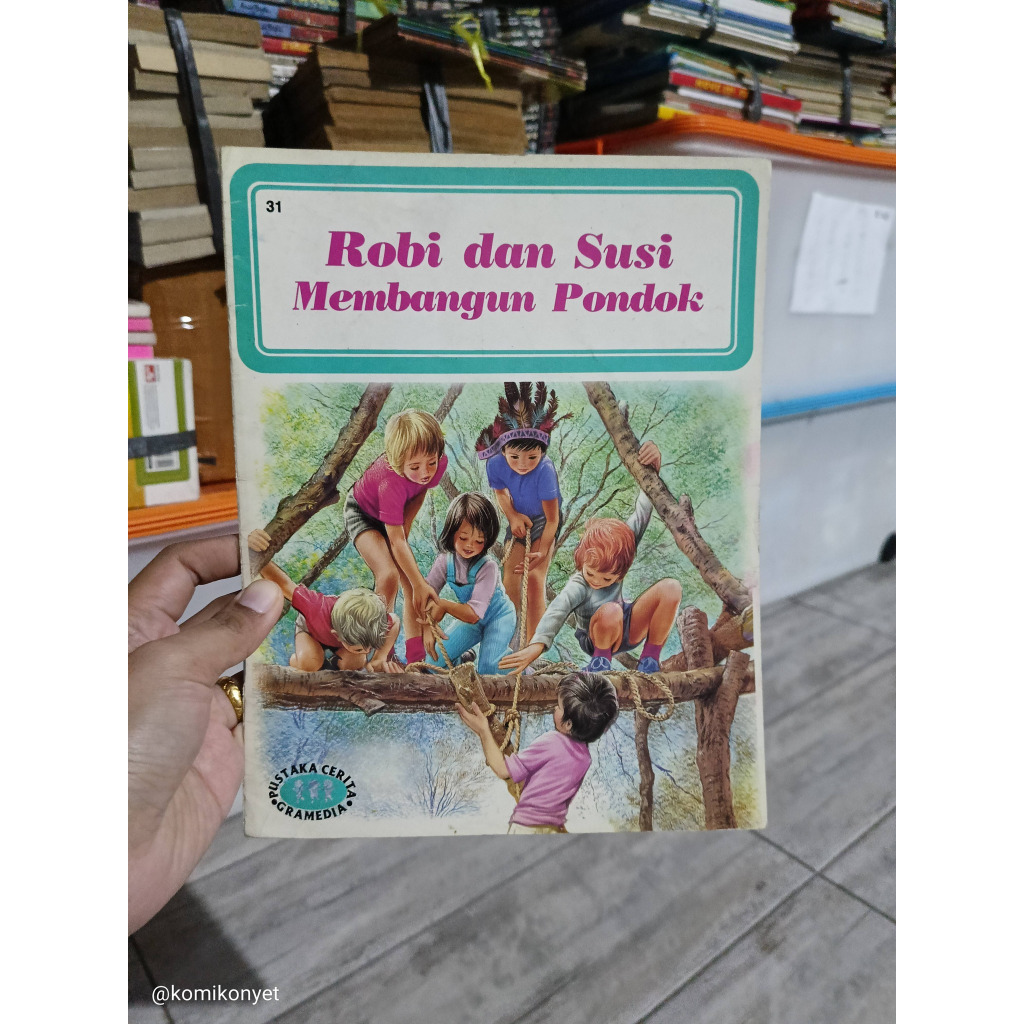 31
Robi dan Susi
Membangun Pondok
PUSTAKA CERITA
GRAMEDIA
@komikonyet